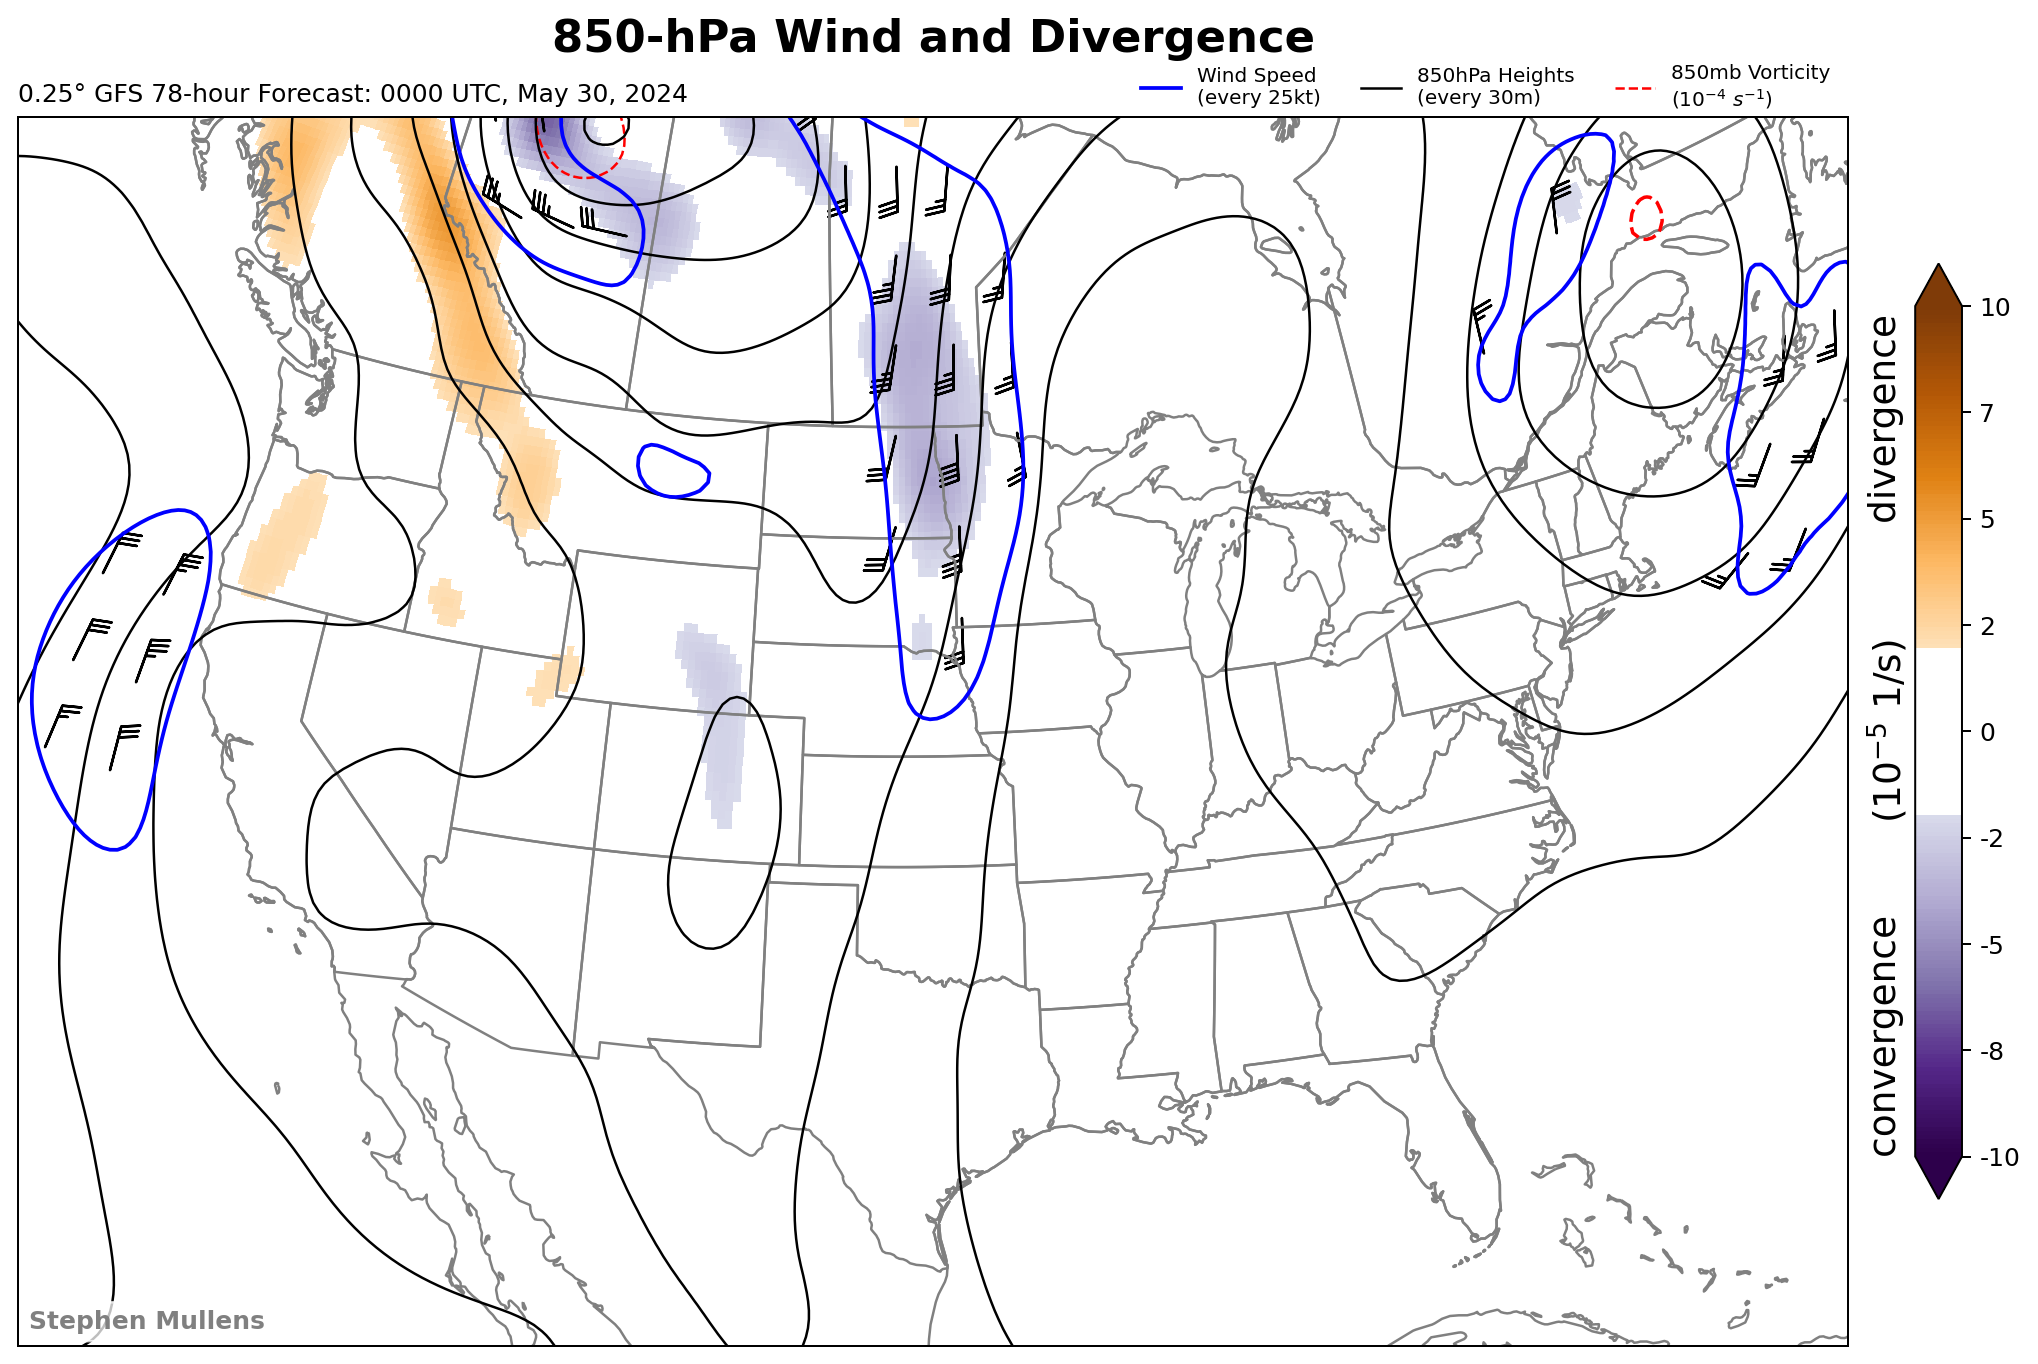 850-hPa Wind and Divergence
0.25° GFS 78-hour Forecast: 0000 UTC, May 30, 2024
Wind Speed
(every 25kt)
850hPa Heights
(every 30m)
850mb Vorticity
(10⁻⁴ s⁻¹)
10
7
5
2
0
-2
-5
-8
-10
convergence (10⁻⁵ 1/s) divergence
Stephen Mullens